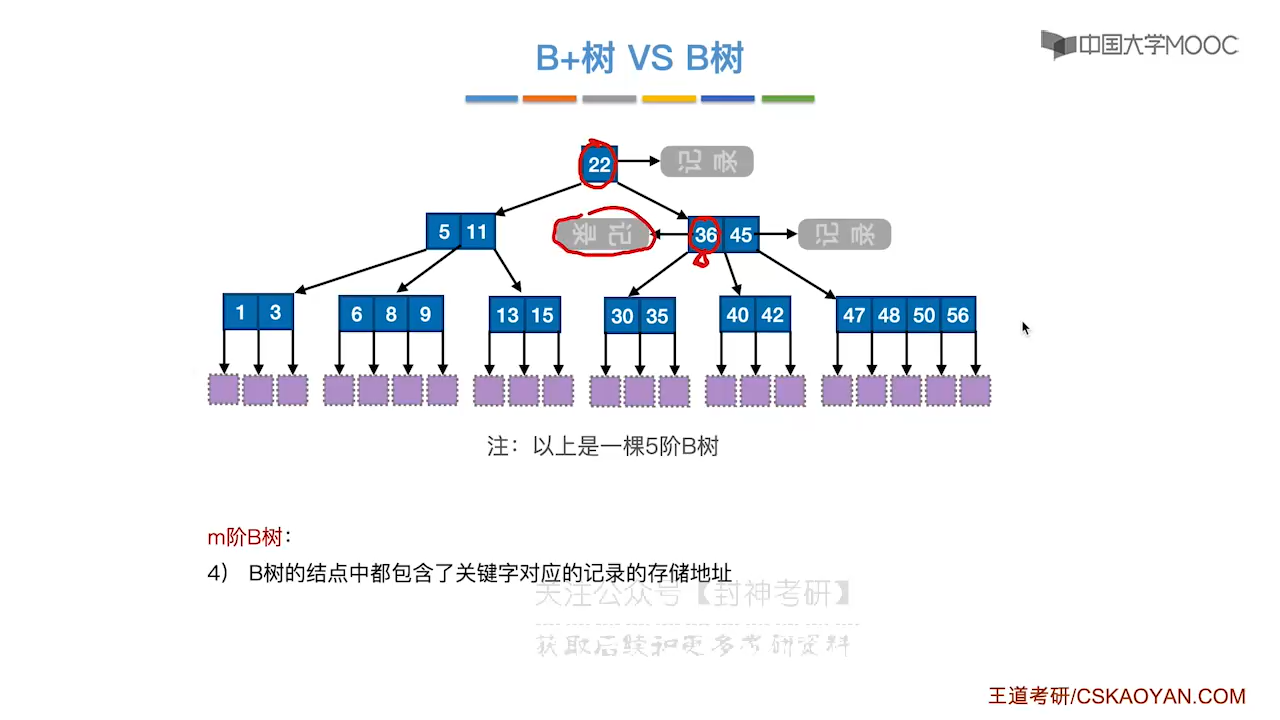 B+树 VS B树
中国大学MOOC
22
记录
5 11
记录
36 45
记录
1 3
6 8 9
13 15
30 35
40 42
47 48 50 56
注：以上是一棵5阶B树
m阶B树：
4） B树的结点中都包含了关键字对应的记录的存储地址
关注公众号【封神考研】
获取后续和更多考研资料
王道考研/CSKAOYAN.COM